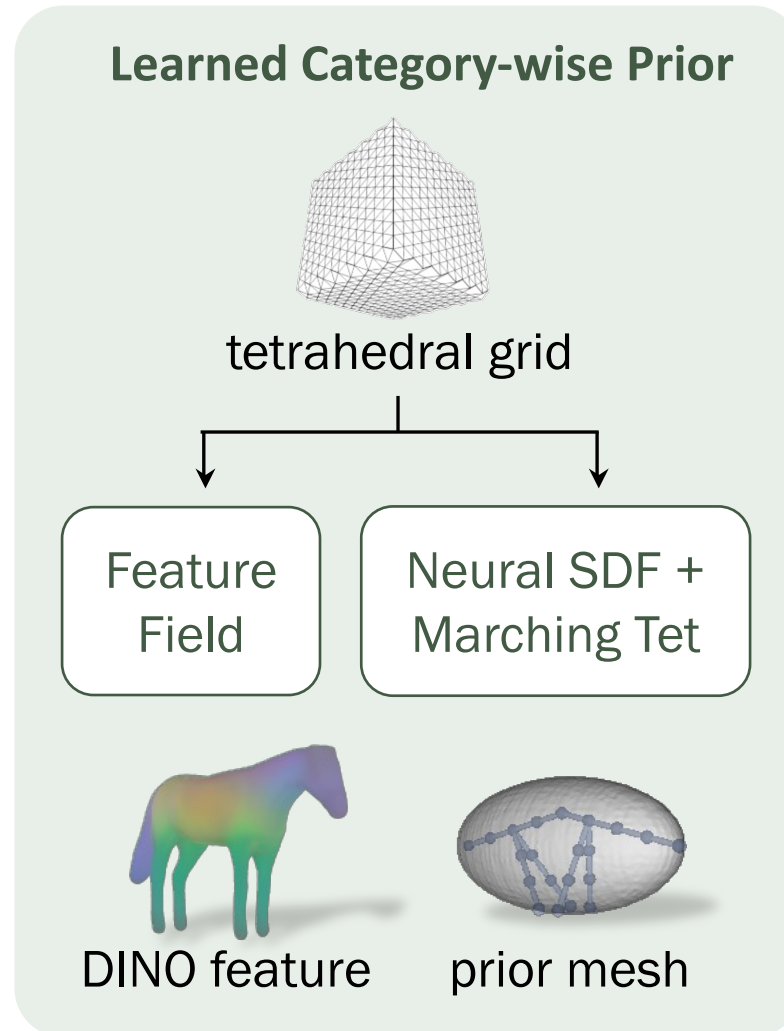 Learned Category-wise Prior
tetrahedral grid
Feature
Field
Neural SDF +
Marching Tet
DINO feature
prior mesh